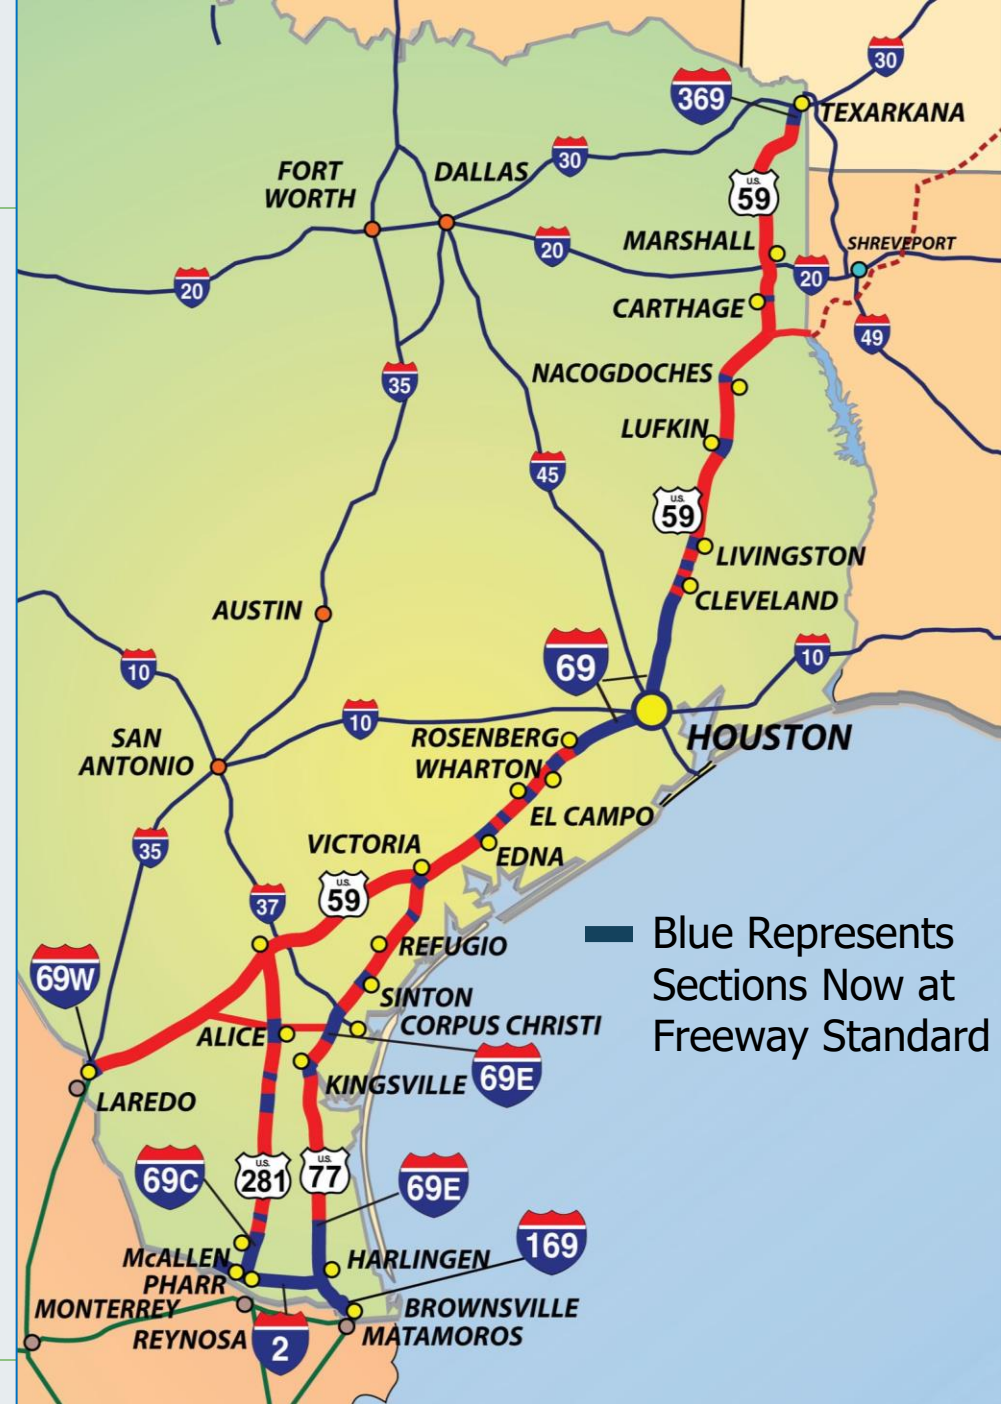 30
369
TEXARKANA
FORT
WORTH
DALLAS
30
U.S.
59
MARSHALL
SHREVEPORT
20
20
20
CARTHAGE
49
NACOGDOCHES
35
LUFKIN
45
U.S.
59
LIVINGSTON
CLEVELAND
AUSTIN
69
10
10
10
HOUSTON
SAN
ANTONIO
ROSENBERG
WHARTON
EL CAMPO
35
VICTORIA
EDNA
U.S.
59
37
REFUGIO
Blue Represents
Sections Now at
Freeway Standard
69W
SINTON
CORPUS CHRISTI
ALICE
KINGSVILLE
69E
LAREDO
69C
U.S.
281
U.S.
77
69E
169
McALLEN
HARLINGEN
PHARR
MONTERREY
BROWNSVILLE
REYNOSA
2
MATAMOROS